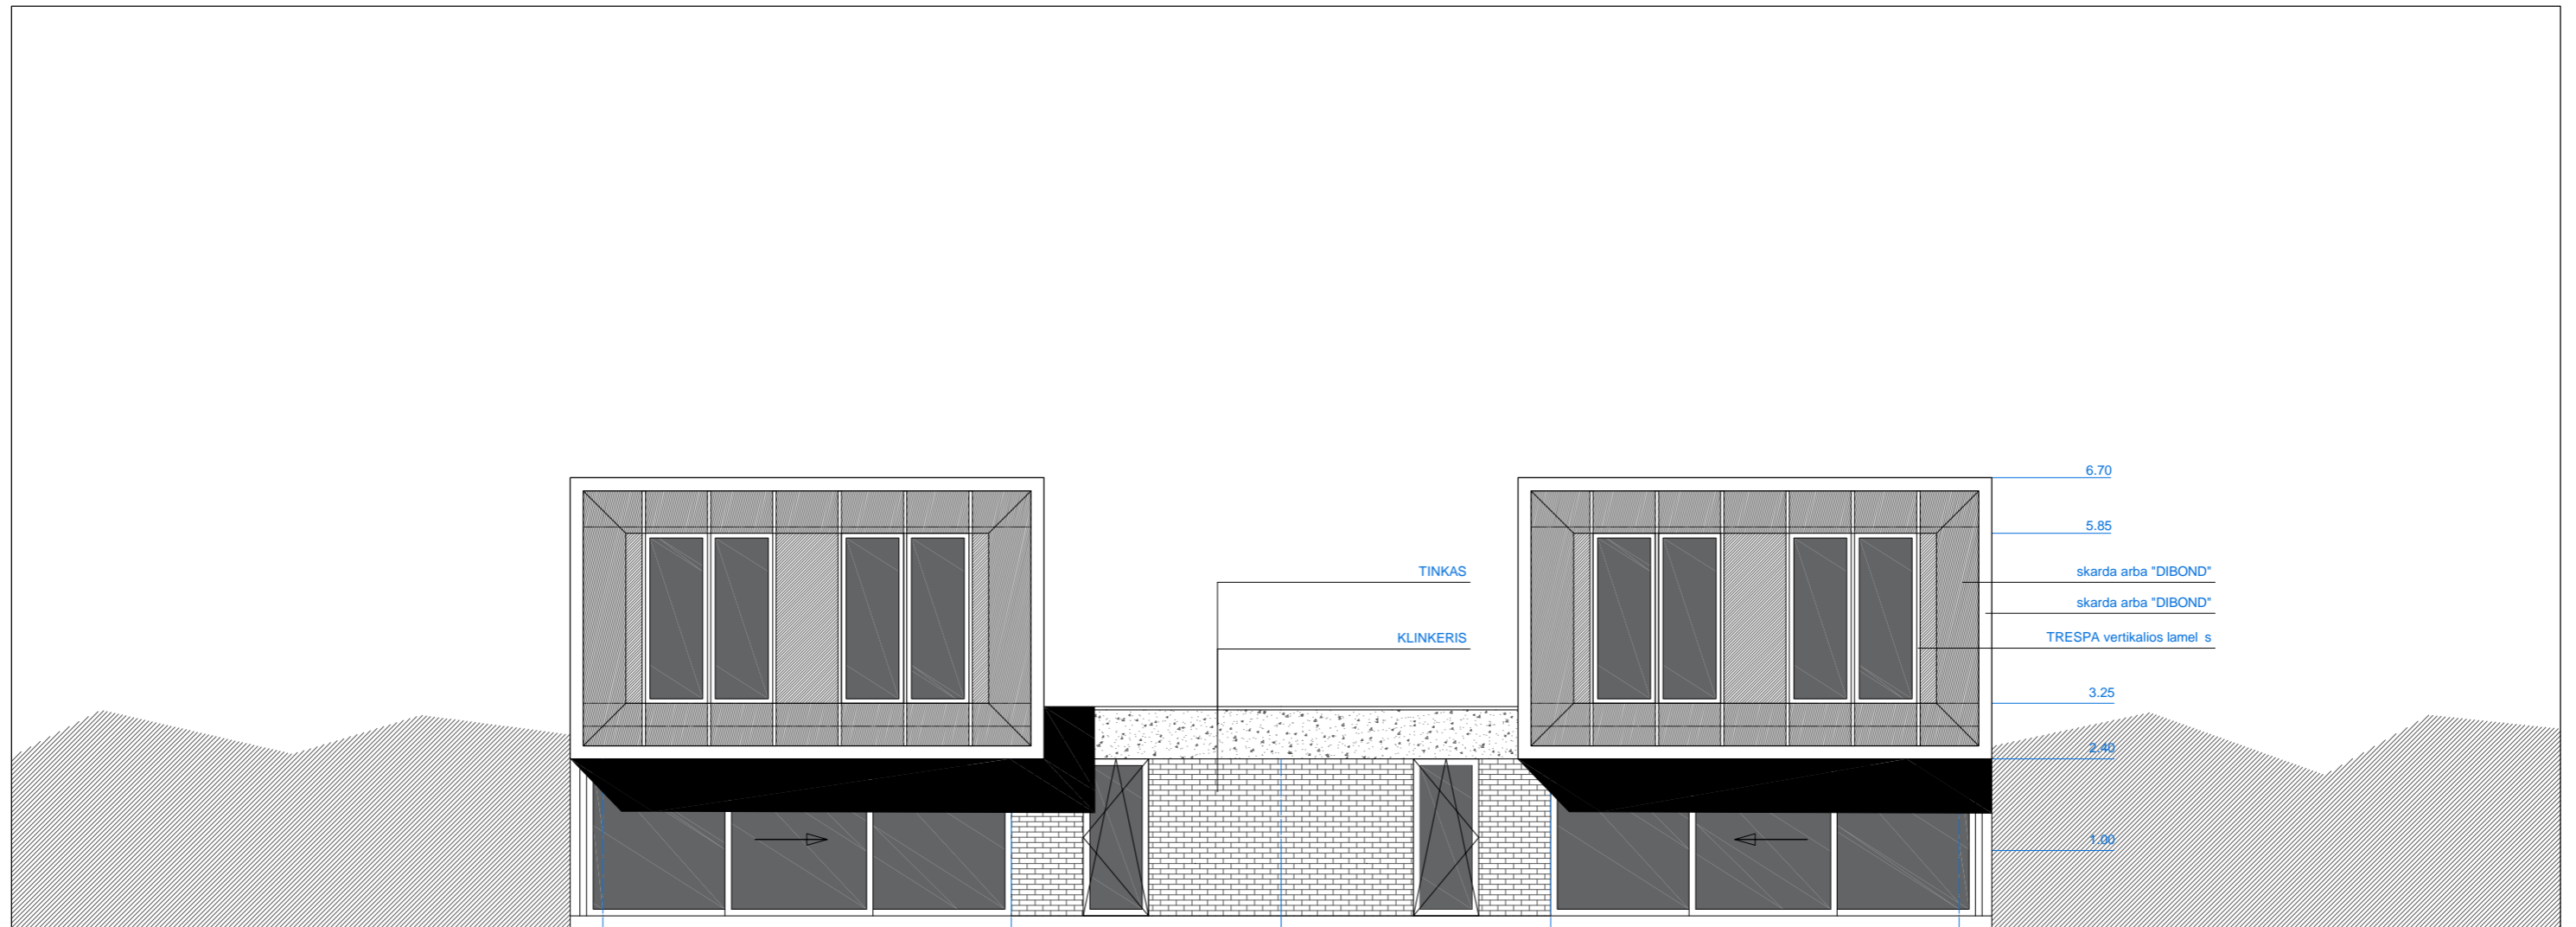 6.70
5.85
TINKAS
skarda arba "DIBOND"
skarda arba "DIBOND"
KLINKERIS
TRESPA vertikalios lamel s
3.25
2.40
1.00